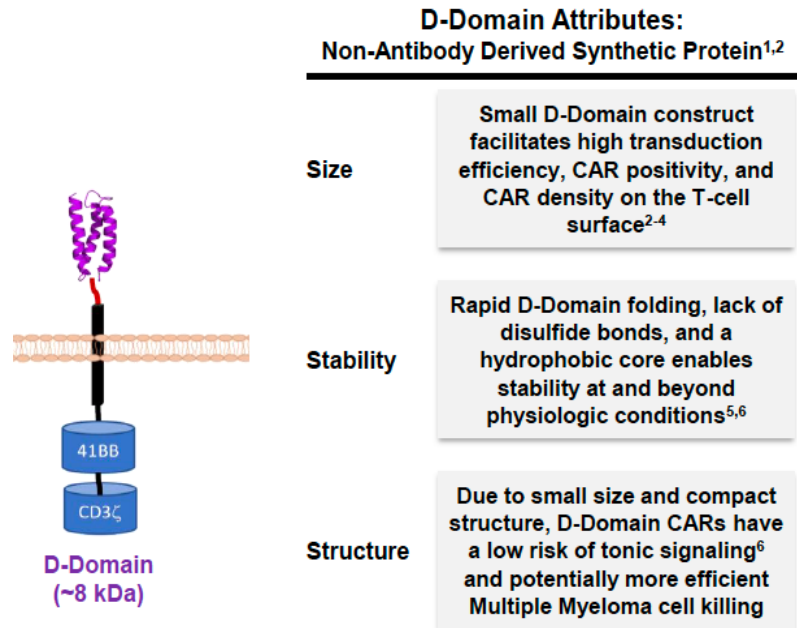 D-Domain Attributes:
Non-Antibody Derived Synthetic Protein1,2
Size
Small D-Domain construct
facilitates high transduction
efficiency, CAR positivity, and
CAR density on the T-cell
surface2-4
Stability
Rapid D-Domain folding, lack of
disulfide bonds, and a
hydrophobic core enables
stability at and beyond
physiologic conditions5,6
Structure
Due to small size and compact
structure, D-Domain CARs have
a low risk of tonic signaling6
and potentially more efficient
Multiple Myeloma cell killing
41BB
CD3ζ
D-Domain
(~8 kDa)